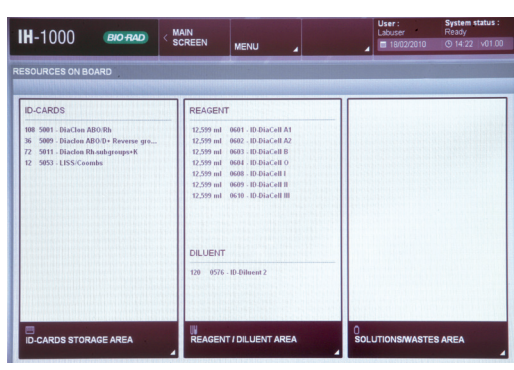 IH-1000
BIO-RAD
< MAIN SCREEN
MENU
User :
Labuser
18/02/2010
System status :
Ready
14:22 v01.00
RESOURCES ON BOARD
ID-CARDS
108 5001 - DiaClon ABO/Rh
36 5009 - Diaclon ABO/D+ Reverse gro...
72 5011 - Diaclon Rh-subgroups+K
12 5053 - LISS/Coombs
ID-CARDS STORAGE AREA
REAGENT
12,599 ml 0601 - ID-DiaCell A1
12,599 ml 0602 - ID-DiaCell A2
12,599 ml 0603 - ID-DiaCell B
12,599 ml 0604 - ID-DiaCell O
12,599 ml 0608 - ID-DiaCell I
12,599 ml 0609 - ID-DiaCell II
12,599 ml 0610 - ID-DiaCell III
DILUENT
120 0576 - ID-Diluent 2
REAGENT / DILUENT AREA
SOLUTIONS/WASTES AREA